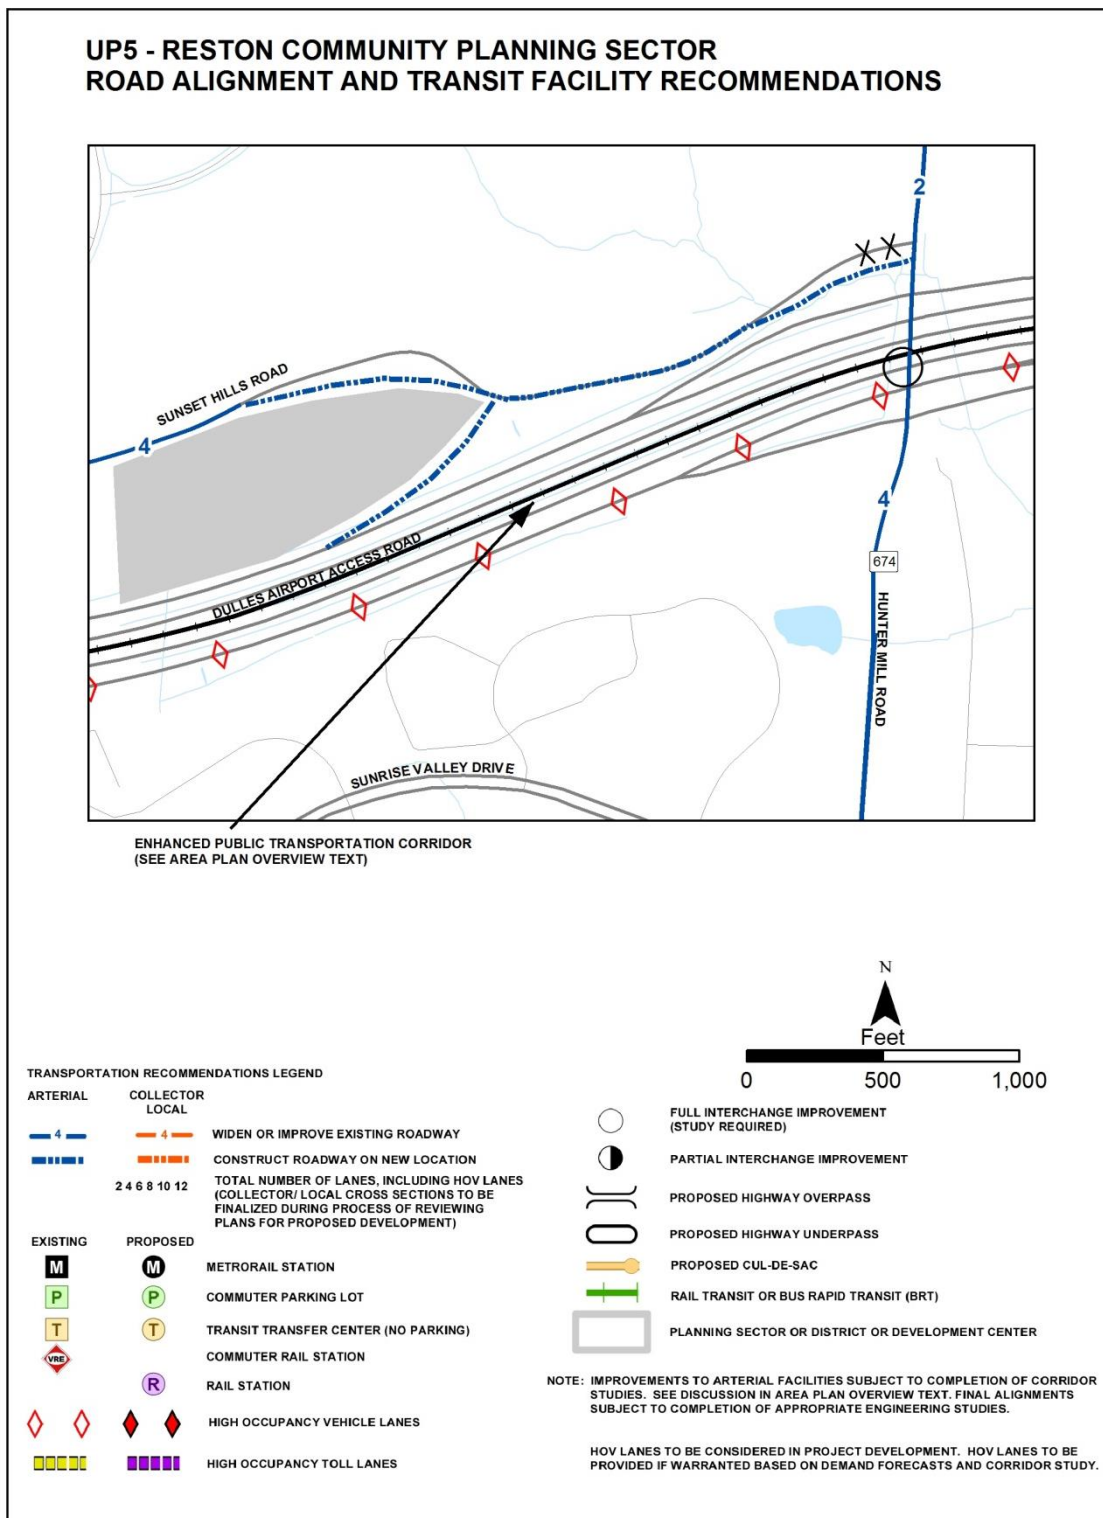 UP5 - RESTON COMMUNITY PLANNING SECTOR
ROAD ALIGNMENT AND TRANSIT FACILITY RECOMMENDATIONS
2
SUNSET HILLS ROAD
4
4
674
DULLES AIRPORT ACCESS ROAD
HUNTER MILL ROAD
SUNRISE VALLEY DRIVE
ENHANCED PUBLIC TRANSPORTATION CORRIDOR
(SEE AREA PLAN OVERVIEW TEXT)
N
Feet
0 500 1,000
TRANSPORTATION RECOMMENDATIONS LEGEND
ARTERIAL COLLECTOR
LOCAL
4 4 WIDEN OR IMPROVE EXISTING ROADWAY
CONSTRUCT ROADWAY ON NEW LOCATION
2 4 6 8 10 12 TOTAL NUMBER OF LANES, INCLUDING HOV LANES
(COLLECTOR/ LOCAL CROSS SECTIONS TO BE
FINALIZED DURING PROCESS OF REVIEWING
PLANS FOR PROPOSED DEVELOPMENT)
EXISTING PROPOSED
M M METRORAIL STATION
P P COMMUTER PARKING LOT
T T TRANSIT TRANSFER CENTER (NO PARKING)
VRE COMMUTER RAIL STATION
R RAIL STATION
HIGH OCCUPANCY VEHICLE LANES
HIGH OCCUPANCY TOLL LANES
FULL INTERCHANGE IMPROVEMENT
(STUDY REQUIRED)
PARTIAL INTERCHANGE IMPROVEMENT
PROPOSED HIGHWAY OVERPASS
PROPOSED HIGHWAY UNDERPASS
PROPOSED CUL-DE-SAC
RAIL TRANSIT OR BUS RAPID TRANSIT (BRT)
PLANNING SECTOR OR DISTRICT OR DEVELOPMENT CENTER
NOTE: IMPROVEMENTS TO ARTERIAL FACILITIES SUBJECT TO COMPLETION OF CORRIDOR
STUDIES. SEE DISCUSSION IN AREA PLAN OVERVIEW TEXT. FINAL ALIGNMENTS
SUBJECT TO COMPLETION OF APPROPRIATE ENGINEERING STUDIES.
HOV LANES TO BE CONSIDERED IN PROJECT DEVELOPMENT. HOV LANES TO BE
PROVIDED IF WARRANTED BASED ON DEMAND FORECASTS AND CORRIDOR STUDY.